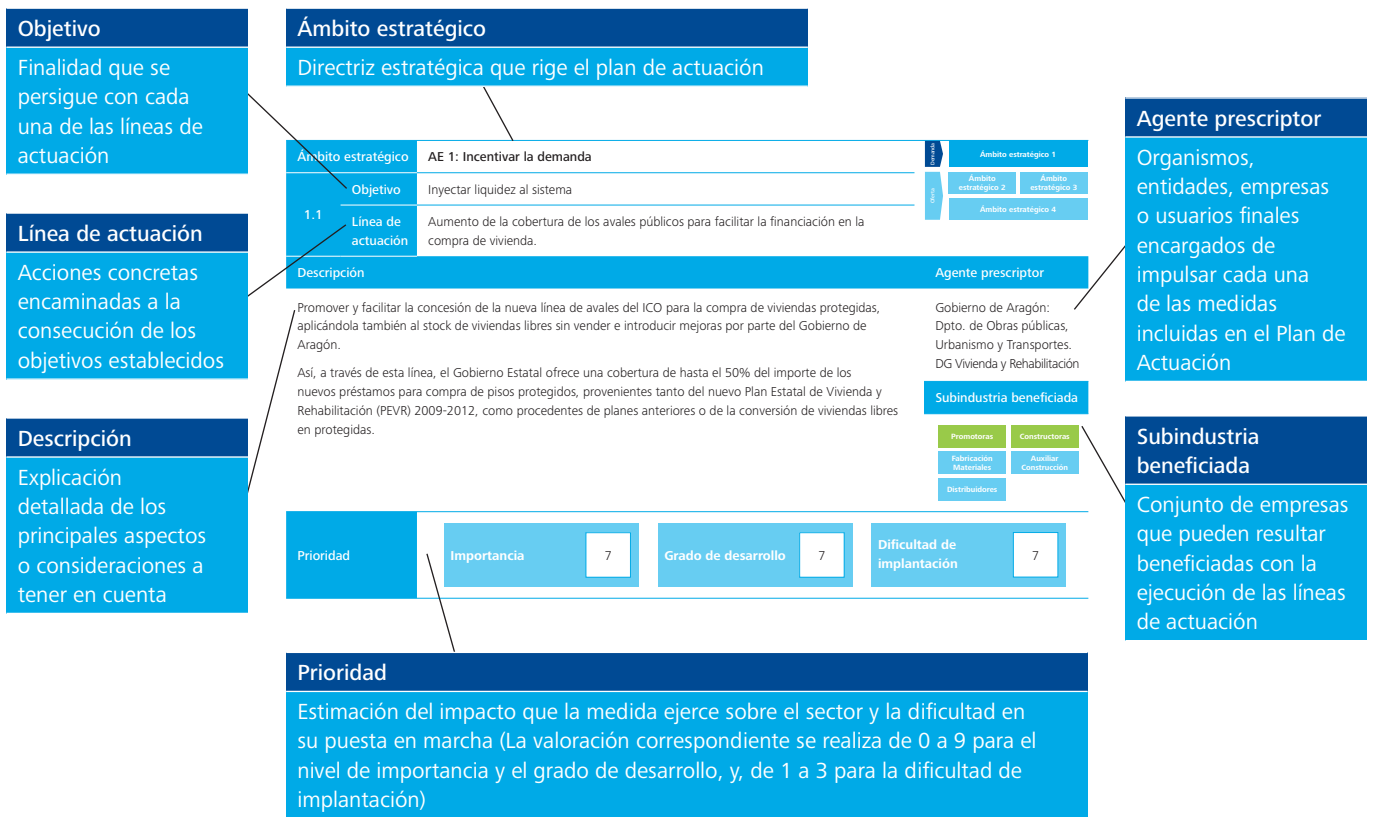 Objetivo
Finalidad que se
persigue con cada
una de las líneas de
actuación
Ámbito estratégico
Directriz estratégica que rige el plan de actuación
Línea de actuación
Acciones concretas
encaminadas a la
consecución de los
objetivos establecidos
Descripción
Explicación
detallada de los
principales aspectos
o consideraciones a
tener en cuenta
Ámbito estratégico
AE 1: Incentivar la demanda
1.1
Objetivo
Inyectar liquidez al sistema
Línea de
actuación
Aumento de la cobertura de los avales públicos para facilitar la financiación en la
compra de vivienda.
Demanda
Ámbito estratégico 1
Oferta
Ámbito
estratégico 2
Ámbito
estratégico 3
Ámbito estratégico 4
Descripción
Promover y facilitar la concesión de la nueva línea de avales del ICO para la compra de viviendas protegidas,
aplicándola también al stock de viviendas libres sin vender e introducir mejoras por parte del Gobierno de
Aragón.
Así, a través de esta línea, el Gobierno Estatal ofrece una cobertura de hasta el 50% del importe de los
nuevos préstamos para compra de pisos protegidos, provenientes tanto del nuevo Plan Estatal de Vivienda y
Rehabilitación (PEVR) 2009-2012, como procedentes de planes anteriores o de la conversión de viviendas libres
en protegidas.
Agente prescriptor
Gobierno de Aragón:
Dpto. de Obras públicas,
Urbanismo y Transportes.
DG Vivienda y Rehabilitación
Subindustria beneficiada
Promotoras
Constructoras
Fabricación
Materiales
Auxiliar
Construcción
Distribuidores
Prioridad
Importancia
7
Grado de desarrollo
7
Dificultad de
implantación
7
Agente prescriptor
Organismos,
entidades, empresas
o usuarios finales
encargados de
impulsar cada una
de las medidas
incluidas en el Plan de
Actuación
Subindustria
beneficiada
Conjunto de empresas
que pueden resultar
beneficiadas con la
ejecución de las líneas
de actuación
Prioridad
Estimación del impacto que la medida ejerce sobre el sector y la dificultad en
su puesta en marcha (La valoración correspondiente se realiza de 0 a 9 para el
nivel de importancia y el grado de desarrollo, y, de 1 a 3 para la dificultad de
implantación)